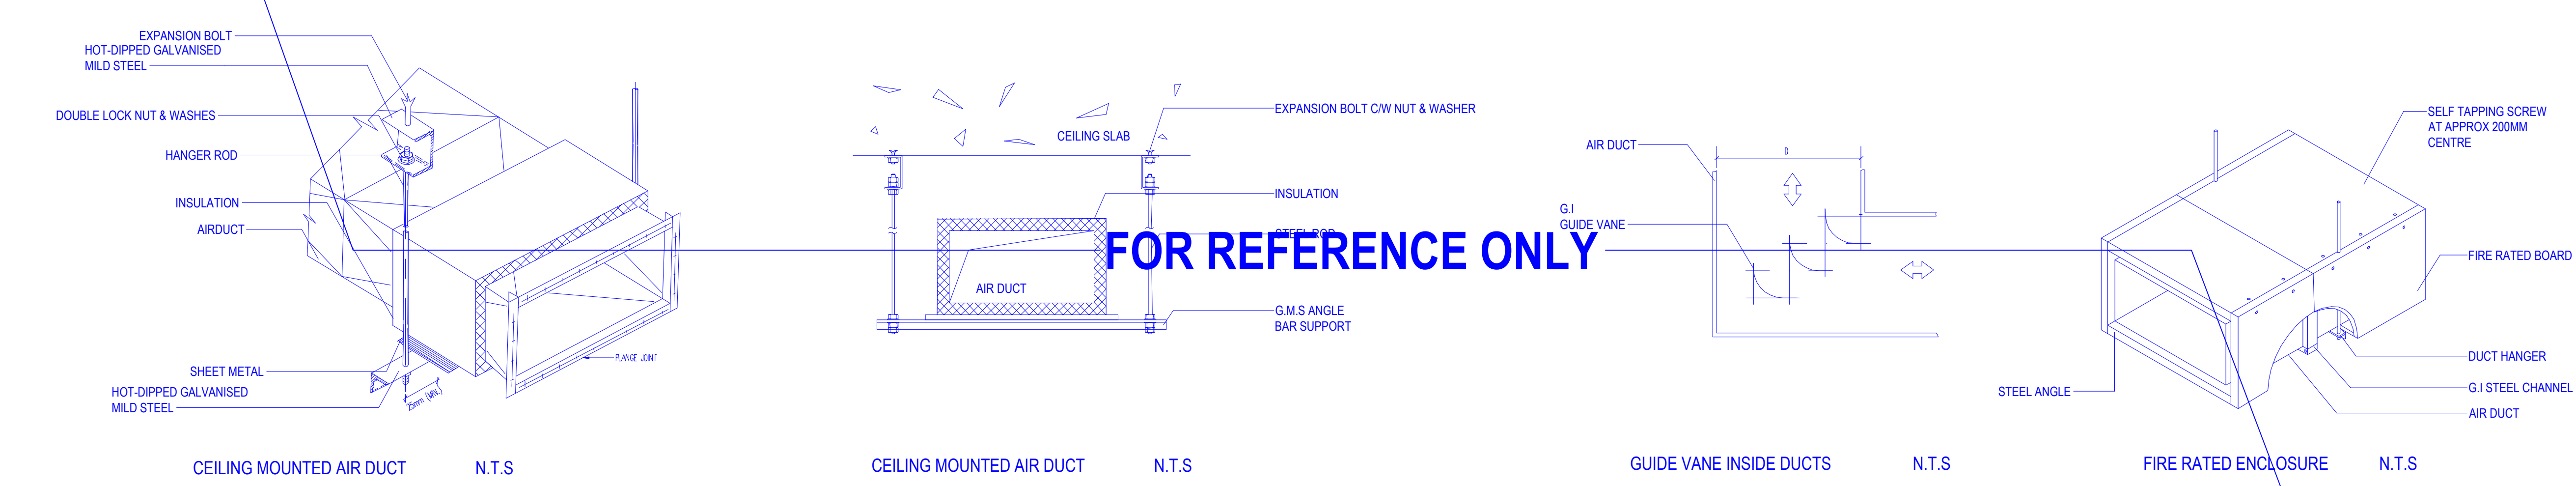 EXPANSION BOLT
HOT-DIPPED GALVANISED
MILD STEEL
DOUBLE LOCK NUT & WASHES
HANGER ROD
INSULATION
AIRDUCT
SHEET METAL
HOT-DIPPED GALVANISED
MILD STEEL
25mm (MIN.)
FLANGE JOINT
CEILING MOUNTED AIR DUCT N.T.S
CEILING SLAB
EXPANSION BOLT C/W NUT & WASHER
INSULATION
STEEL ROD
AIR DUCT
G.M.S ANGLE
BAR SUPPORT
CEILING MOUNTED AIR DUCT N.T.S
FOR REFERENCE ONLY
AIR DUCT
D
G.I
GUIDE VANE
GUIDE VANE INSIDE DUCTS N.T.S
SELF TAPPING SCREW
AT APPROX 200MM
CENTRE
FIRE RATED BOARD
DUCT HANGER
G.I STEEL CHANNEL
AIR DUCT
STEEL ANGLE
FIRE RATED ENCLOSURE N.T.S